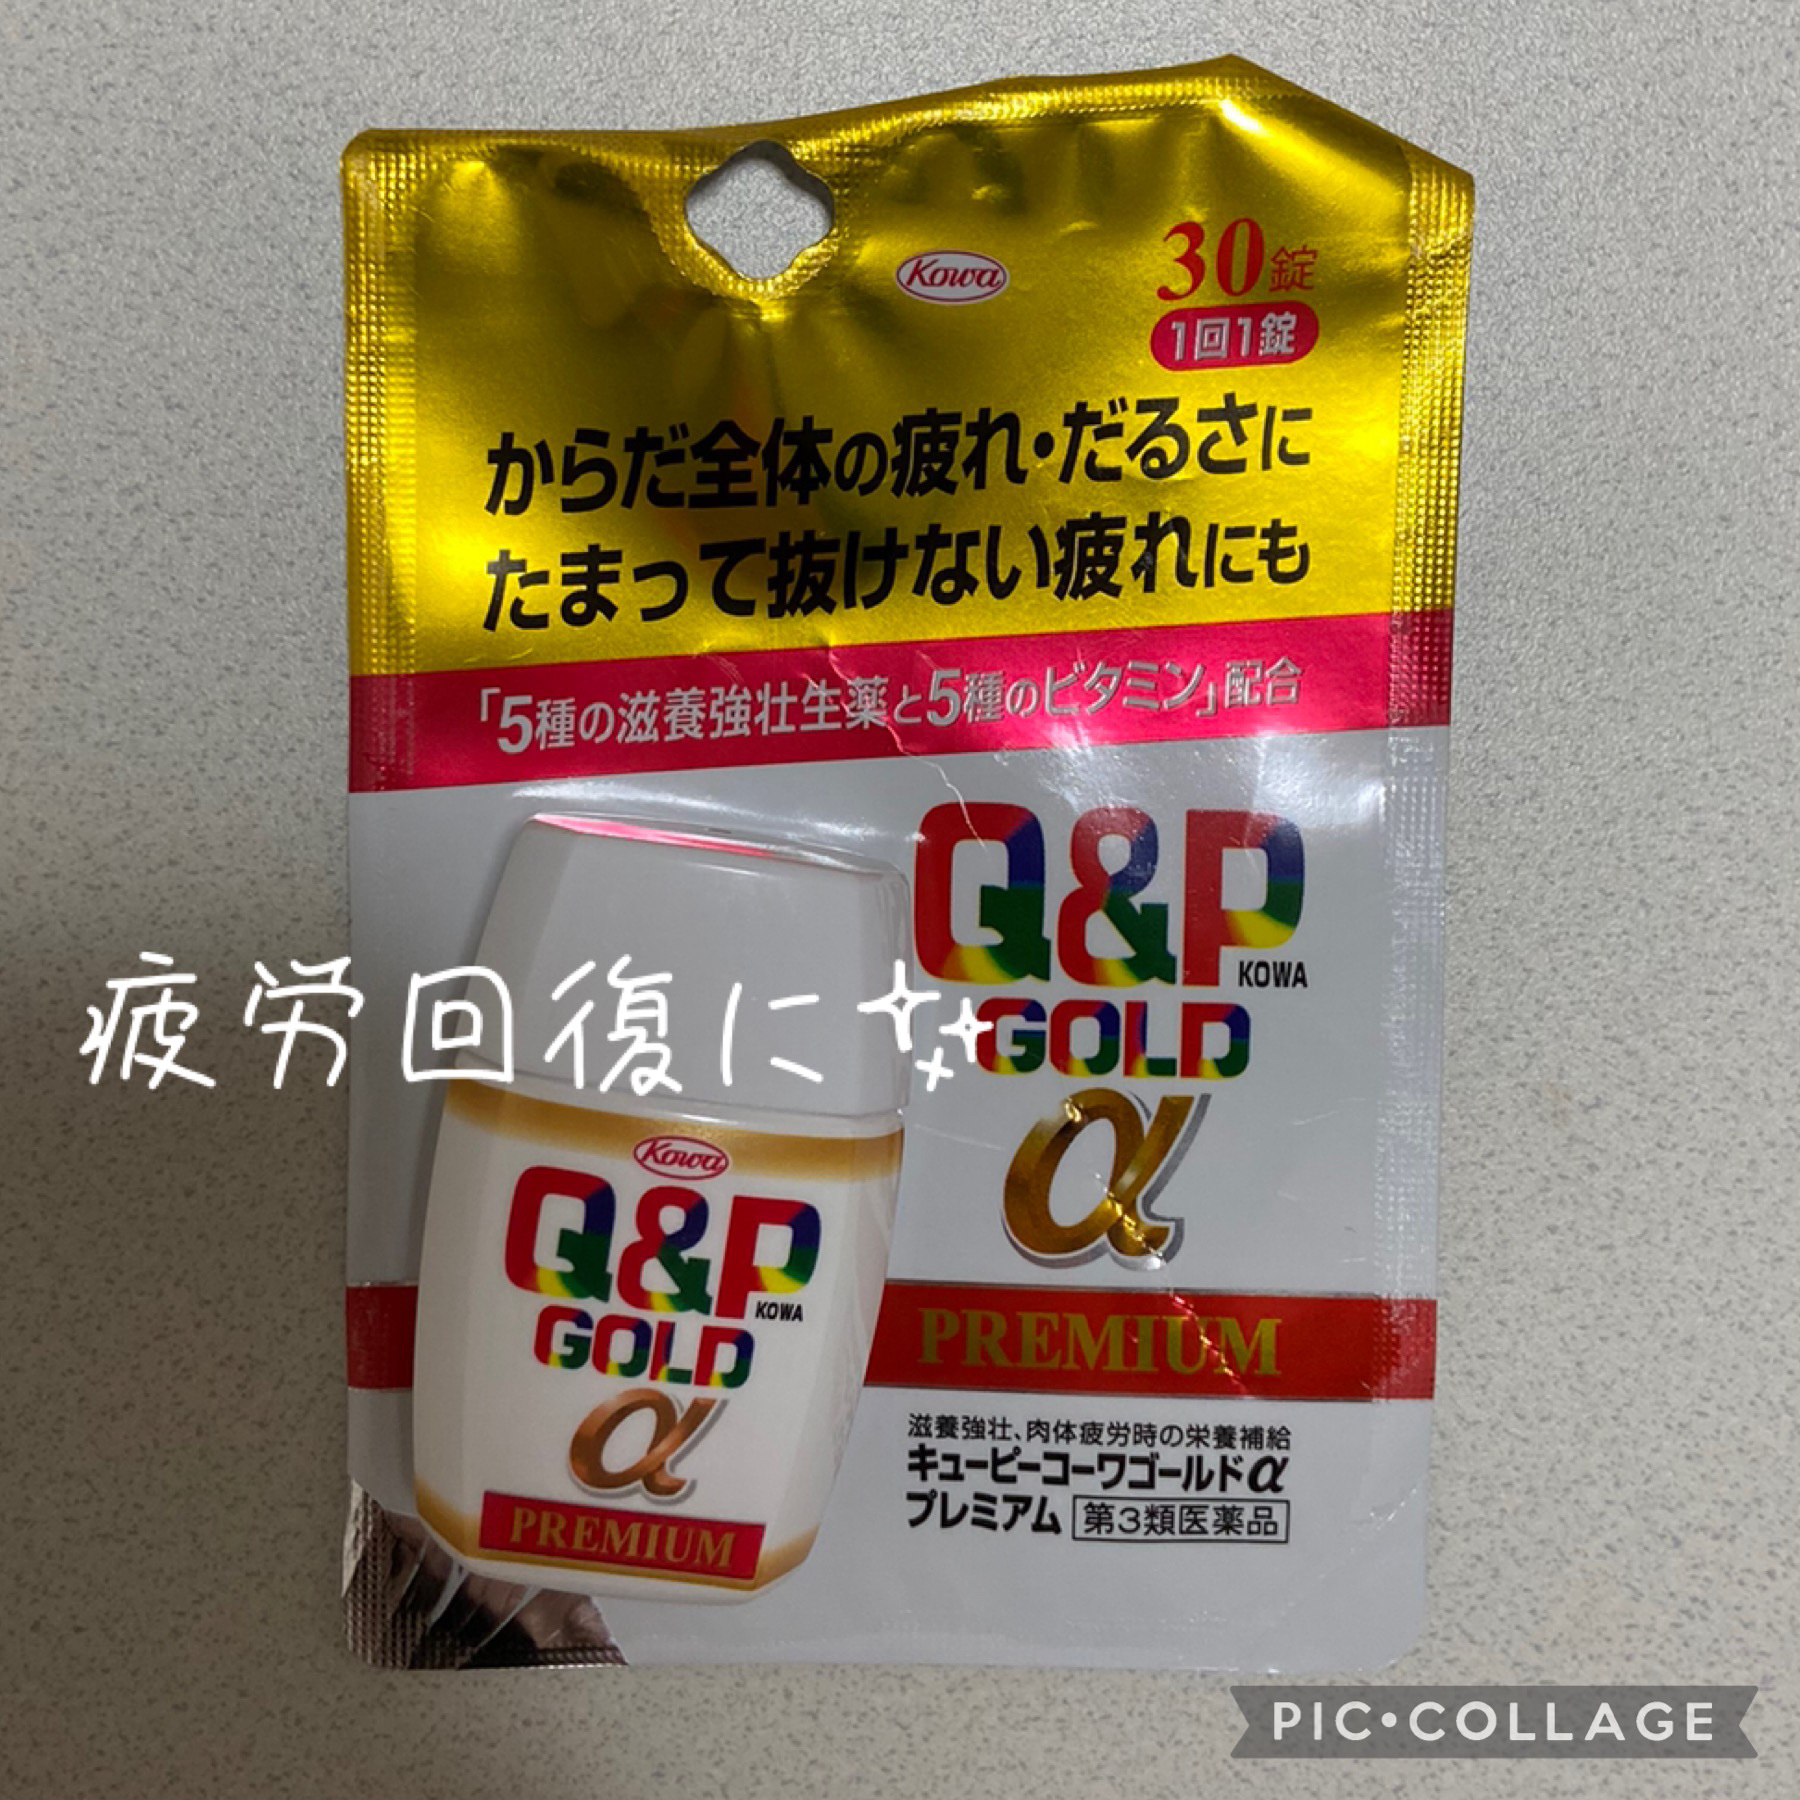 Kowa
30錠
1回1錠
からだ全体の疲れ・だるさに
たまって抜けない疲れにも
「5種の滋養強壮生薬と5種のビタミン」配合
Q&P
KOWA
GOLD
α
PREMIUM
疲労回復に
Kowa
Q&P
KOWA
GOLD
α
PREMIUM
滋養強壮、肉体疲労時の栄養補給
キューピーコーワゴールドα
プレミアム 第3類医薬品
PIC•COLLAGE